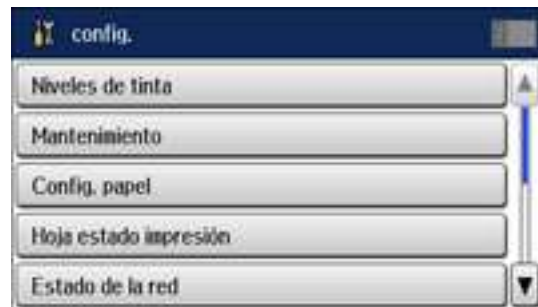 config.
Niveles de tinta
Mantenimiento
Config. papel
Hoja estado impresión
Estado de la red